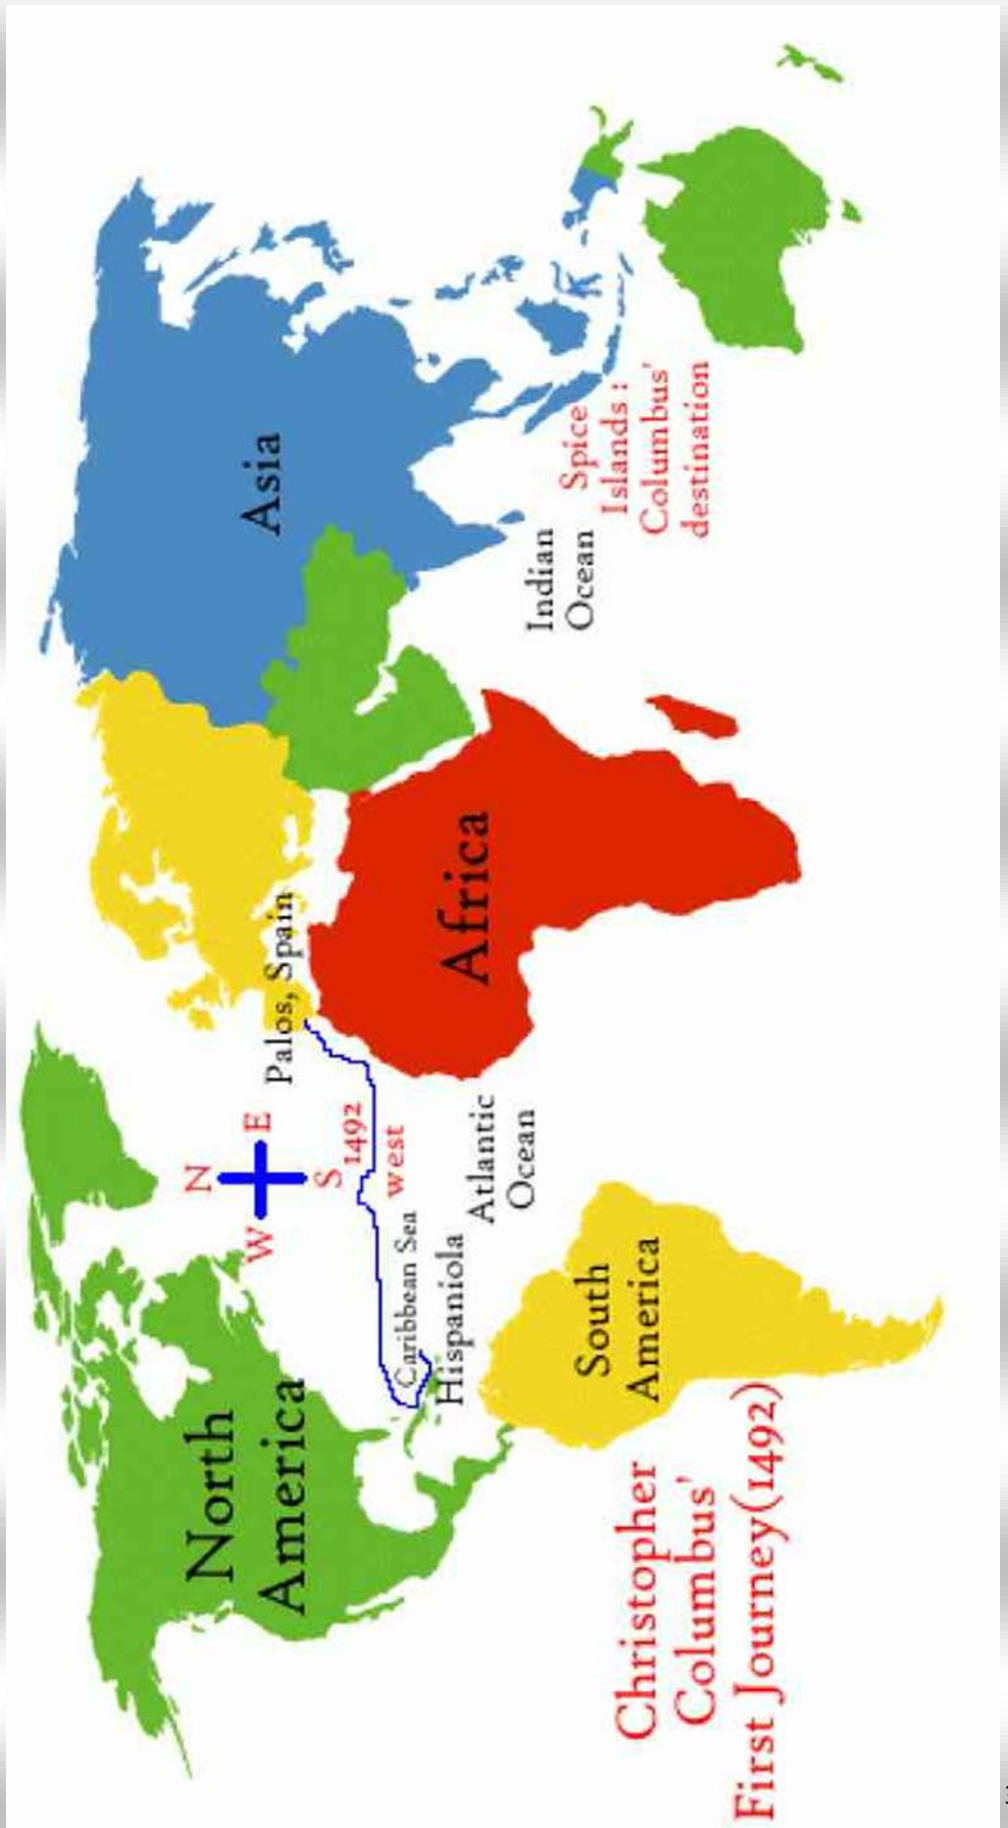 North
America
N
W
E
S
Palos, Spain
1492
west
Caribbean Sea
Hispaniola
Atlantic
Ocean
Africa
Asia
Indian
Ocean
Spice
Islands :
Columbus'
destination
South
America
Christopher
Columbus'
First Journey(1492)